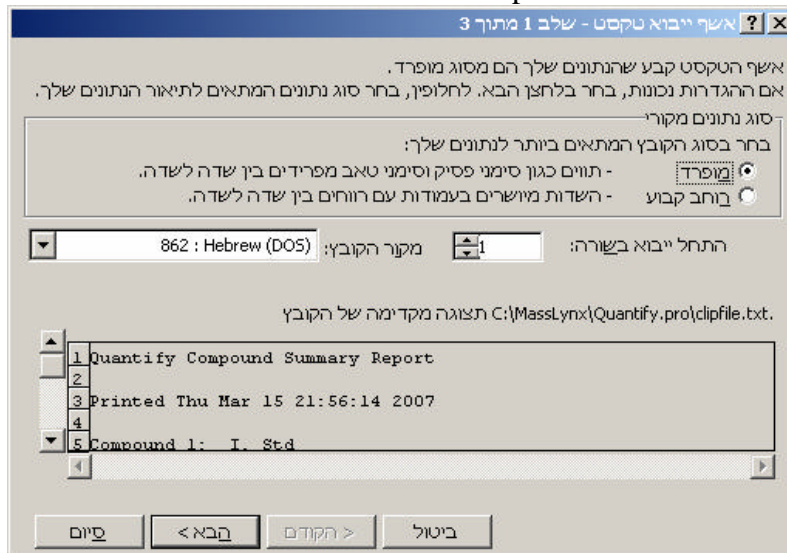 אשף ייבוא טקסט - שלב 1 מתוך 3
אשף הטקסט קבע שהנתונים שלך הם מסוג מופרד.
אם ההגדרות נכונות, בחר בלחצן הבא. לחלופין, בחר סוג נתונים המתאים לתיאור הנתונים שלך.
סוג נתונים מקורי
בחר בסוג הקובץ המתאים ביותר לנתונים שלך:
מופרד - תווים כגון סימני פסיק וסימני טאב מפרידים בין שדה לשדה.
רוחב קבוע - השדות מיושרים בעמודות עם רווחים בין שדה לשדה.
התחל ייבוא בשורה: 1 מקור הקובץ: 862 : Hebrew (DOS)
תצוגה מקדימה של הקובץ C:\MassLynx\Quantify.pro\clipfile.txt.
1 Quantify Compound Summary Report
2
3 Printed Thu Mar 15 21:56:14 2007
4
5 Compound 1: I. Std
ביטול < הקודם הבא > סיום